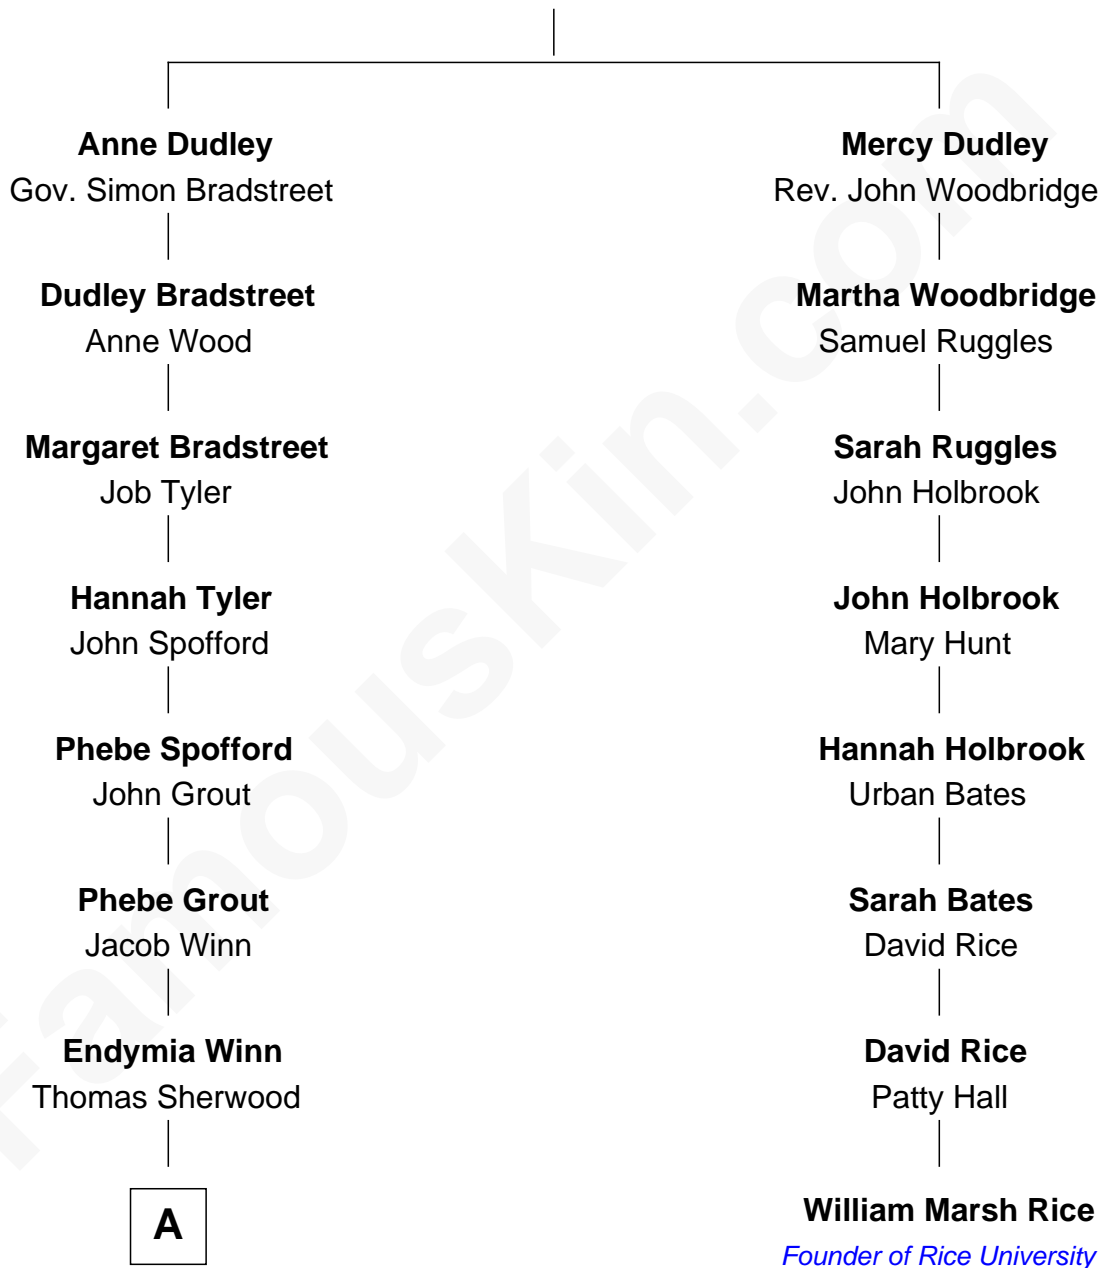 Anne Dudley
Gov. Simon Bradstreet
Dudley Bradstreet
Anne Wood
Margaret Bradstreet
Job Tyler
Hannah Tyler
John Spofford
Phebe Spofford
John Grout
Phebe Grout
Jacob Winn
Endymia Winn
Thomas Sherwood
A
Mercy Dudley
Rev. John Woodbridge
Martha Woodbridge
Samuel Ruggles
Sarah Ruggles
John Holbrook
John Holbrook
Mary Hunt
Hannah Holbrook
Urban Bates
Sarah Bates
David Rice
David Rice
Patty Hall
William Marsh Rice
Founder of Rice University
FamousKin.com